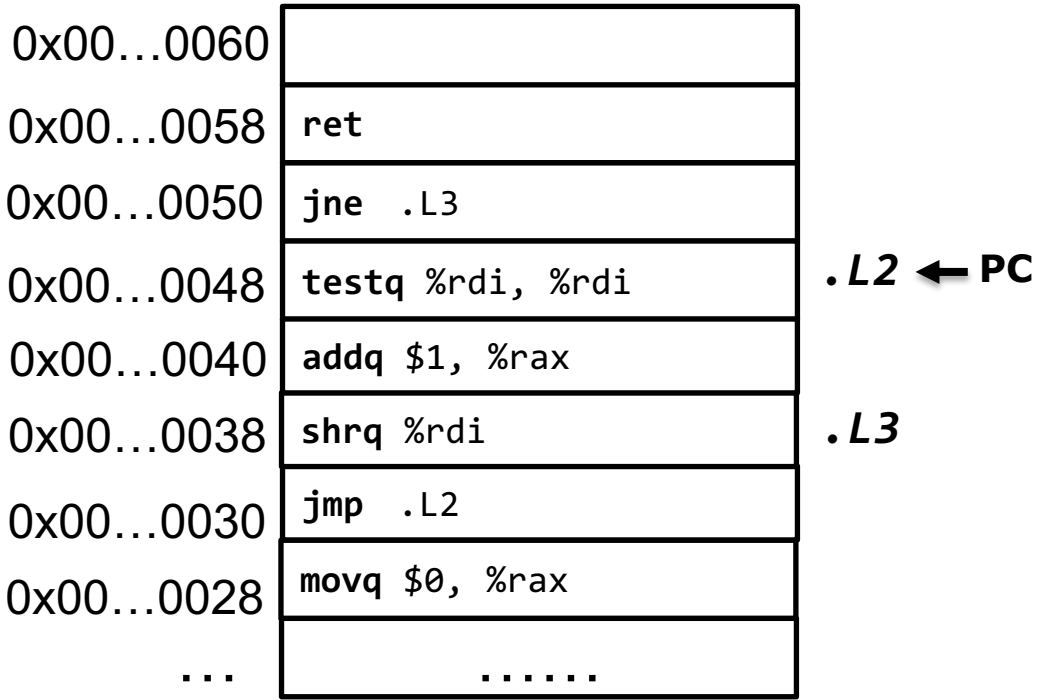 0x00…0060
0x00…0058 ret
0x00…0050 jne .L3
0x00…0048 testq %rdi, %rdi .L2 PC
0x00…0040 addq $1, %rax
0x00…0038 shrq %rdi .L3
0x00…0030 jmp .L2
0x00…0028 movq $0, %rax
... ......